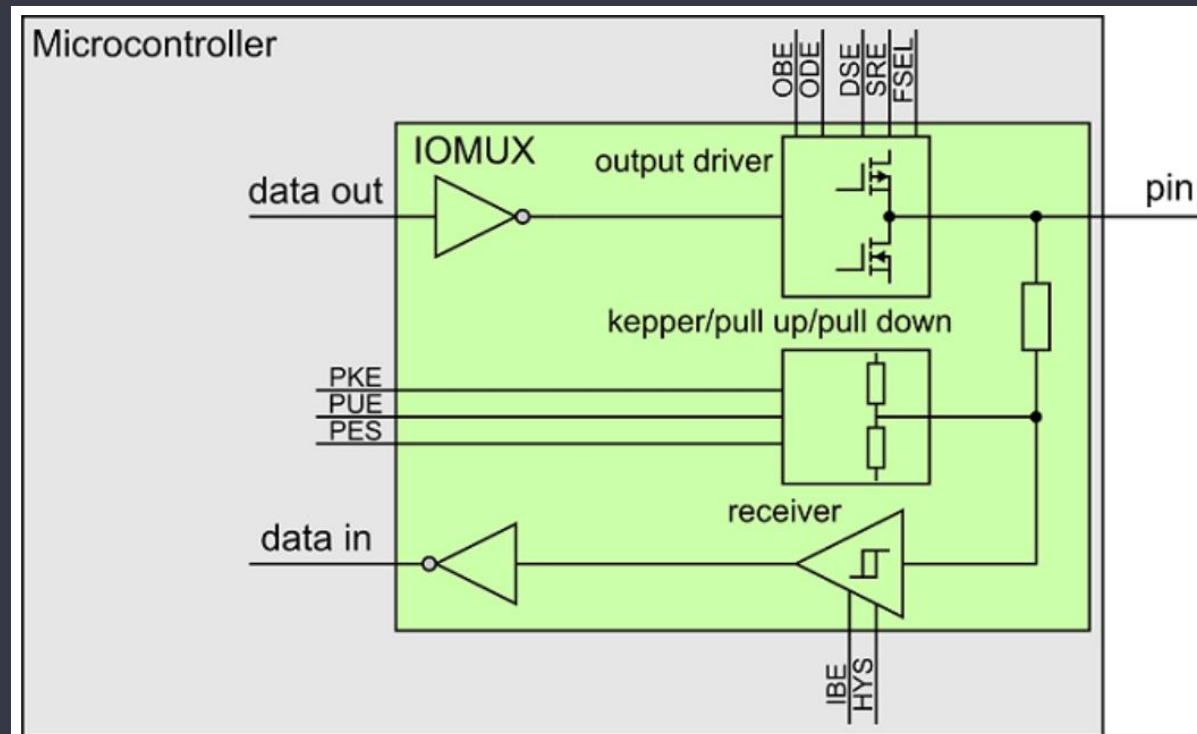 Microcontroller
OBE
ODE
DSE
SRE
FSEL
IOMUX
output driver
data out
pin
kepper/pull up/pull down
PKE
PUE
PES
receiver
data in
IBE
HYS